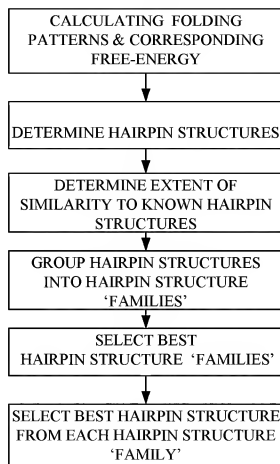 CALCULATING FOLDING
PATTERNS & CORRESPONDING
FREE-ENERGY
DETERMINE HAIRPIN STRUCTURES
DETERMINE EXTENT OF
SIMILARITY TO KNOWN HAIRPIN
STRUCTURES
GROUP HAIRPIN STRUCTURES
INTO HAIRPIN STRUCTURE
‘FAMILIES’
SELECT BEST
HAIRPIN STRUCTURE ‘FAMILIES’
SELECT BEST HAIRPIN STRUCTURE
FROM EACH HAIRPIN STRUCTURE
‘FAMILY’